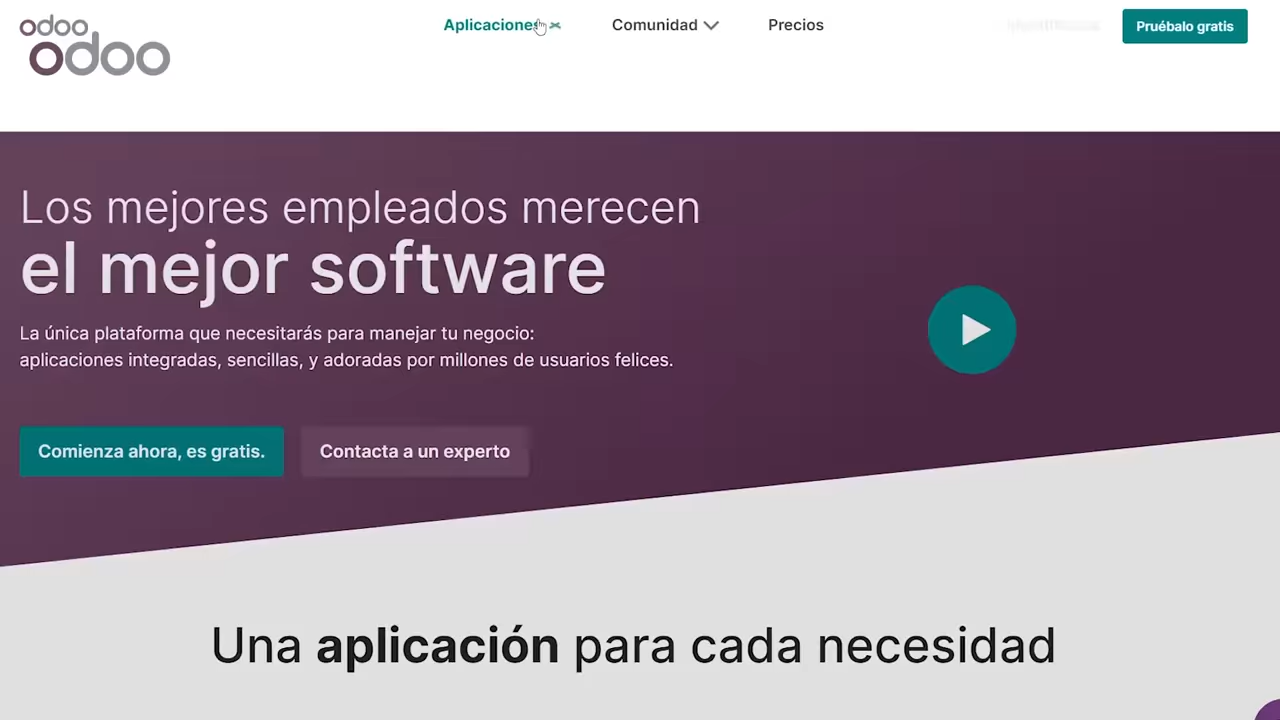 odoo
odoo
Aplicaciones
Comunidad
Precios
Pruébalo gratis
Los mejores empleados merecen
el mejor software
La única plataforma que necesitarás para manejar tu negocio:
aplicaciones integradas, sencillas, y adoradas por millones de usuarios felices.
Comienza ahora, es gratis.
Contacta a un experto
Una aplicación para cada necesidad